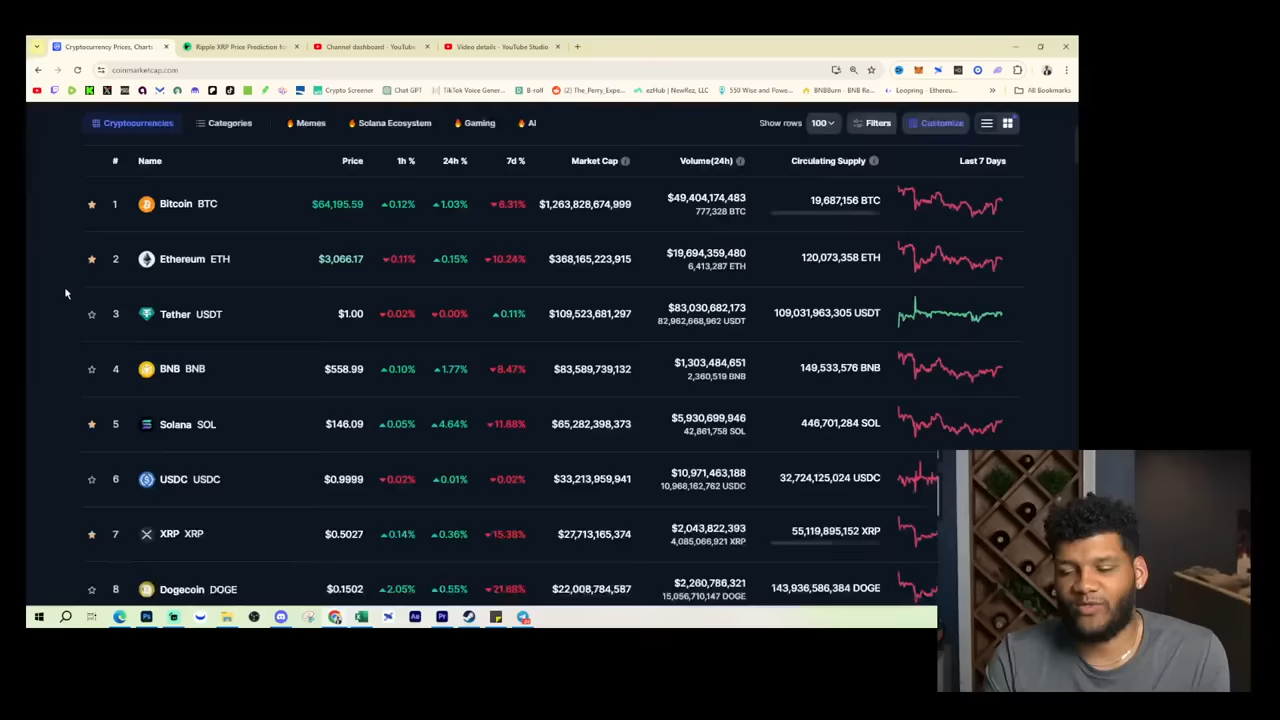 Cryptocurrency Prices, Charts
Ripple XRP Price Prediction fo
Channel dashboard - YouTube
Video details - YouTube Studio
coinmarketcap.com
Crypto Screener
Chat GPT
TikTok Voice Gener...
B-roll
(2) The_Perry_Expe...
ezHub | NewRez, LLC
550 Wise and Powe...
BNBBurn - BNB Re...
Loopring - Ethereu...
All Bookmarks
Cryptocurrencies
Categories
Memes
Solana Ecosystem
Gaming
AI
Show rows
100
Filters
Customize
# Name Price 1h % 24h % 7d % Market Cap Volume(24h) Circulating Supply Last 7 Days
1 Bitcoin BTC $64,195.59 0.12% 1.03% 6.31% $1,263,828,674,999 $49,404,174,483 19,687,156 BTC
777,328 BTC
2 Ethereum ETH $3,066.17 0.11% 0.15% 10.24% $368,165,223,915 $19,694,359,480 120,073,358 ETH
6,413,287 ETH
3 Tether USDT $1.00 0.02% 0.00% 0.11% $109,523,681,297 $83,030,682,173 109,031,963,305 USDT
82,962,668,962 USDT
4 BNB BNB $558.99 0.10% 1.77% 8.47% $83,589,739,132 $1,303,484,651 149,533,576 BNB
2,360,519 BNB
5 Solana SOL $146.09 0.05% 4.64% 11.88% $65,282,398,373 $5,930,699,946 446,701,284 SOL
42,861,758 SOL
6 USDC USDC $0.9999 0.02% 0.01% 0.02% $33,213,959,941 $10,971,463,188 32,724,125,024 USDC
10,968,162,762 USDC
7 XRP XRP $0.5027 0.14% 0.36% 15.38% $27,713,165,374 $2,043,822,393 55,119,895,152 XRP
4,085,066,921 XRP
8 Dogecoin DOGE $0.1502 2.05% 0.55% 21.68% $22,008,784,587 $2,260,786,321 143,936,586,384 DOGE
15,056,710,147 DOGE